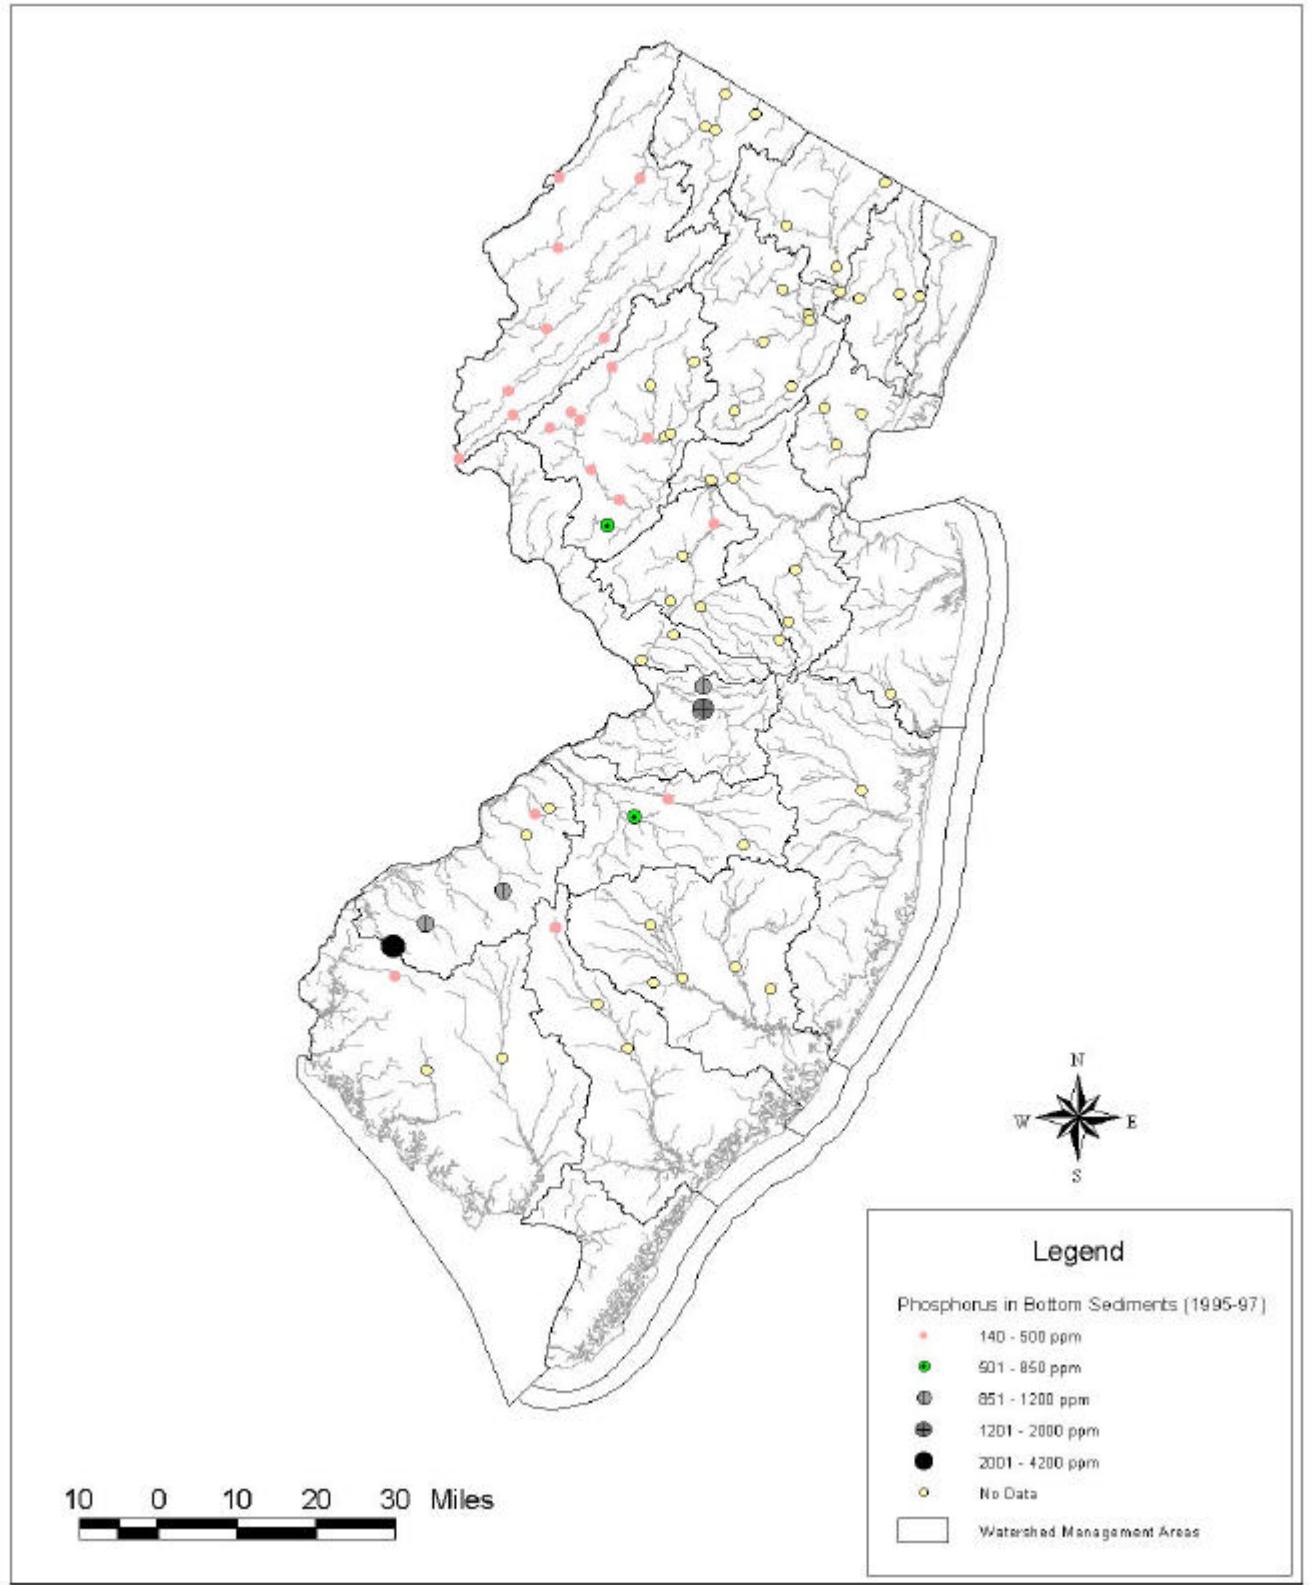 N
W E
S
Legend
Phosphorus in Bottom Sediments (1995-97)
140 - 500 ppm
501 - 850 ppm
851 - 1200 ppm
1201 - 2000 ppm
2001 - 4200 ppm
No Data
Watershed Management Areas
10 0 10 20 30 Miles